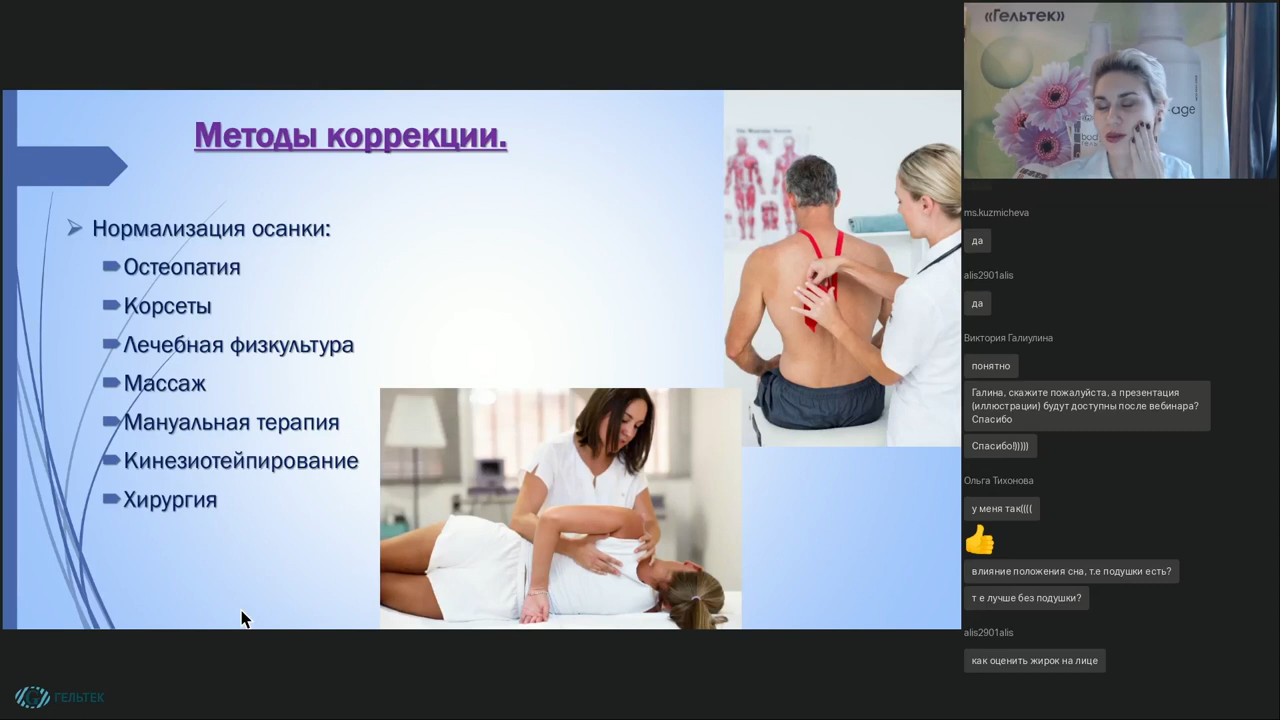 Методы коррекции.
Нормализация осанки:
Остеопатия
Корсеты
Лечебная физкультура
Массаж
Мануальная терапия
Кинезиотейпирование
Хирургия
ГЕЛЬТЕК
«Гельтек»
-age
ms.kuzmicheva
да
alis2901alis
да
Виктория Галиулина
понятно
Галина, скажите пожалуйста, а презентация
(иллюстрации) будут доступны после вебинара?
Спасибо
Спасибо!)))))
Ольга Тихонова
у меня так((((
влияние положения сна, т.е подушки есть?
т е лучше без подушки?
alis2901alis
как оценить жирок на лице